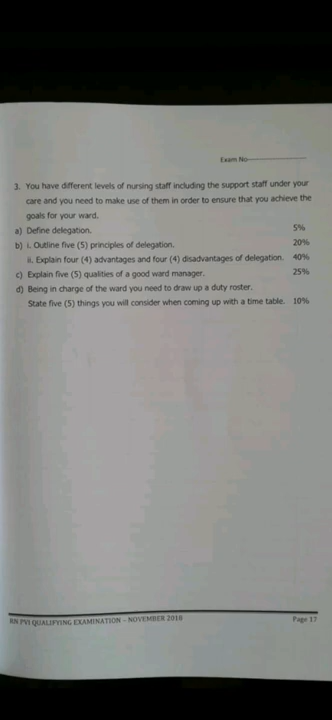 Exam No
3. You have different levels of nursing staff including the support staff under your
care and you need to make use of them in order to ensure that you achieve the
goals for your ward.
a) Define delegation. 5%
b) i. Outline five (5) principles of delegation. 20%
ii. Explain four (4) advantages and four (4) disadvantages of delegation. 40%
c) Explain five (5) qualities of a good ward manager. 25%
d) Being in charge of the ward you need to draw up a duty roster.
State five (5) things you will consider when coming up with a time table. 10%
RN PVI QUALIFYING EXAMINATION - NOVEMBER 2018 Page 17